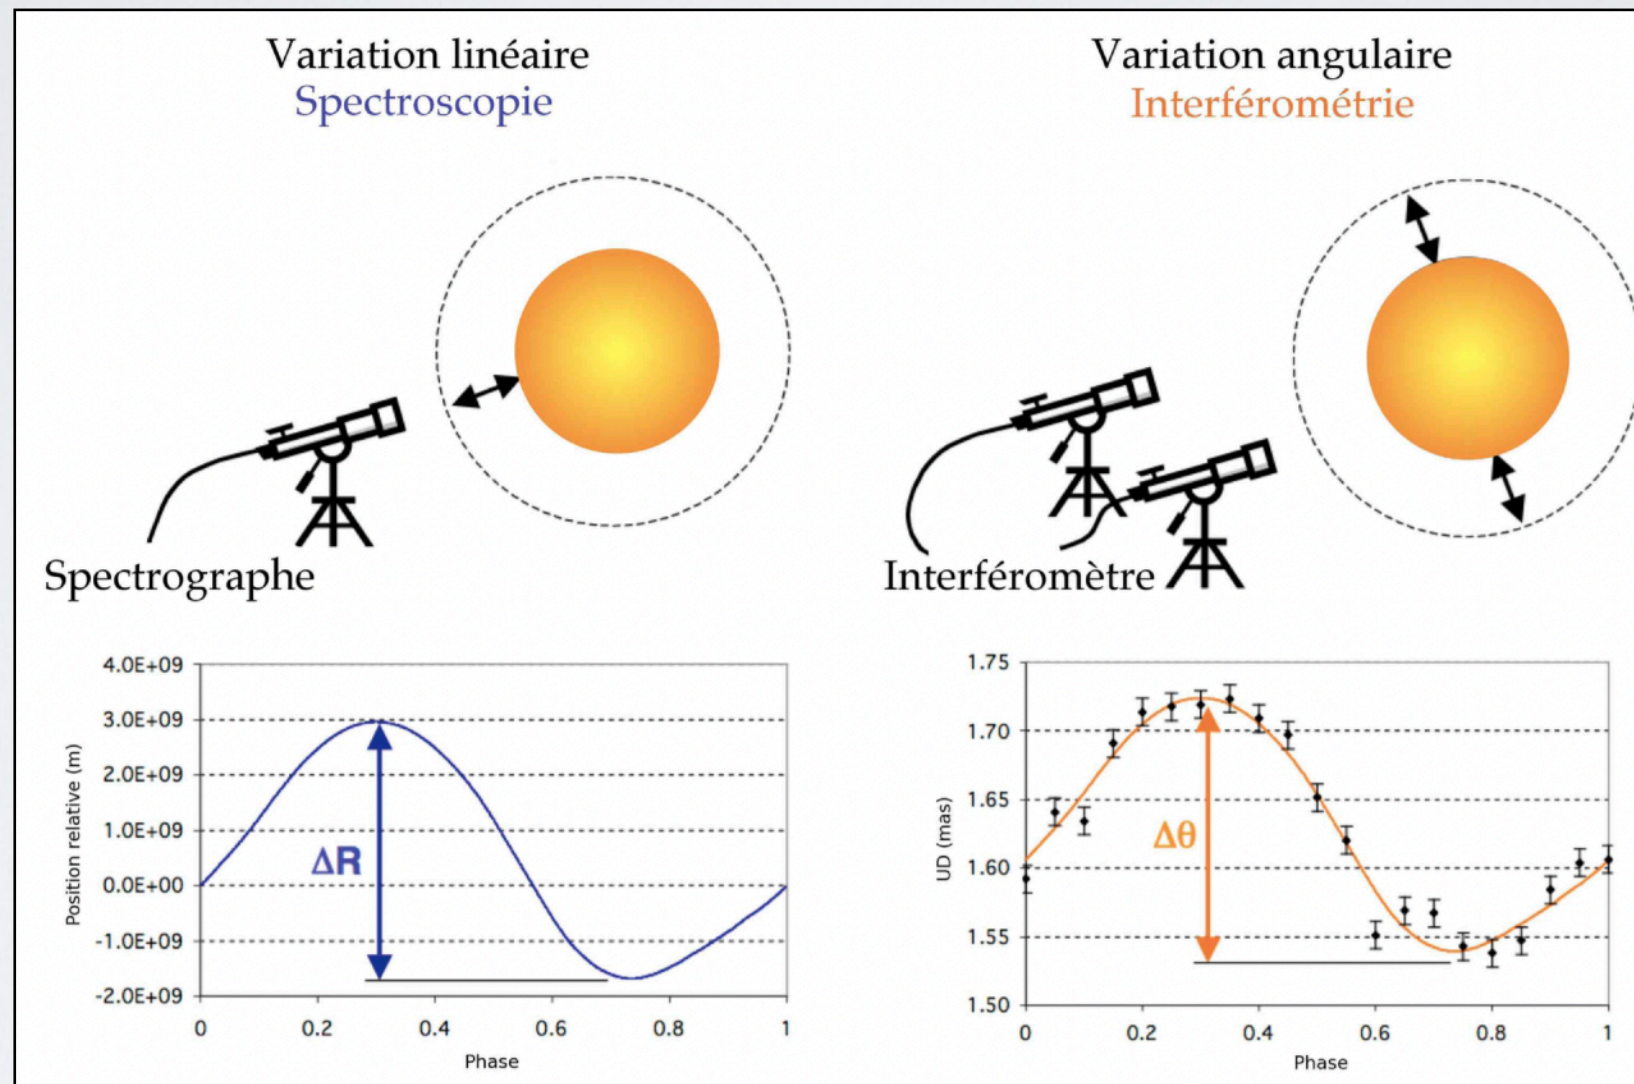 Variation linéaire
Spectroscopie
Spectrographe
4.0E+09
3.0E+09
2.0E+09
1.0E+09
0.0E+00
-1.0E+09
-2.0E+09
Position relative (m)
ΔR
0 0.2 0.4 0.6 0.8 1
Phase
Variation angulaire
Interférométrie
Interféromètre
1.75
1.70
1.65
1.60
1.55
1.50
UD (mas)
Δθ
0 0.2 0.4 0.6 0.8 1
Phase